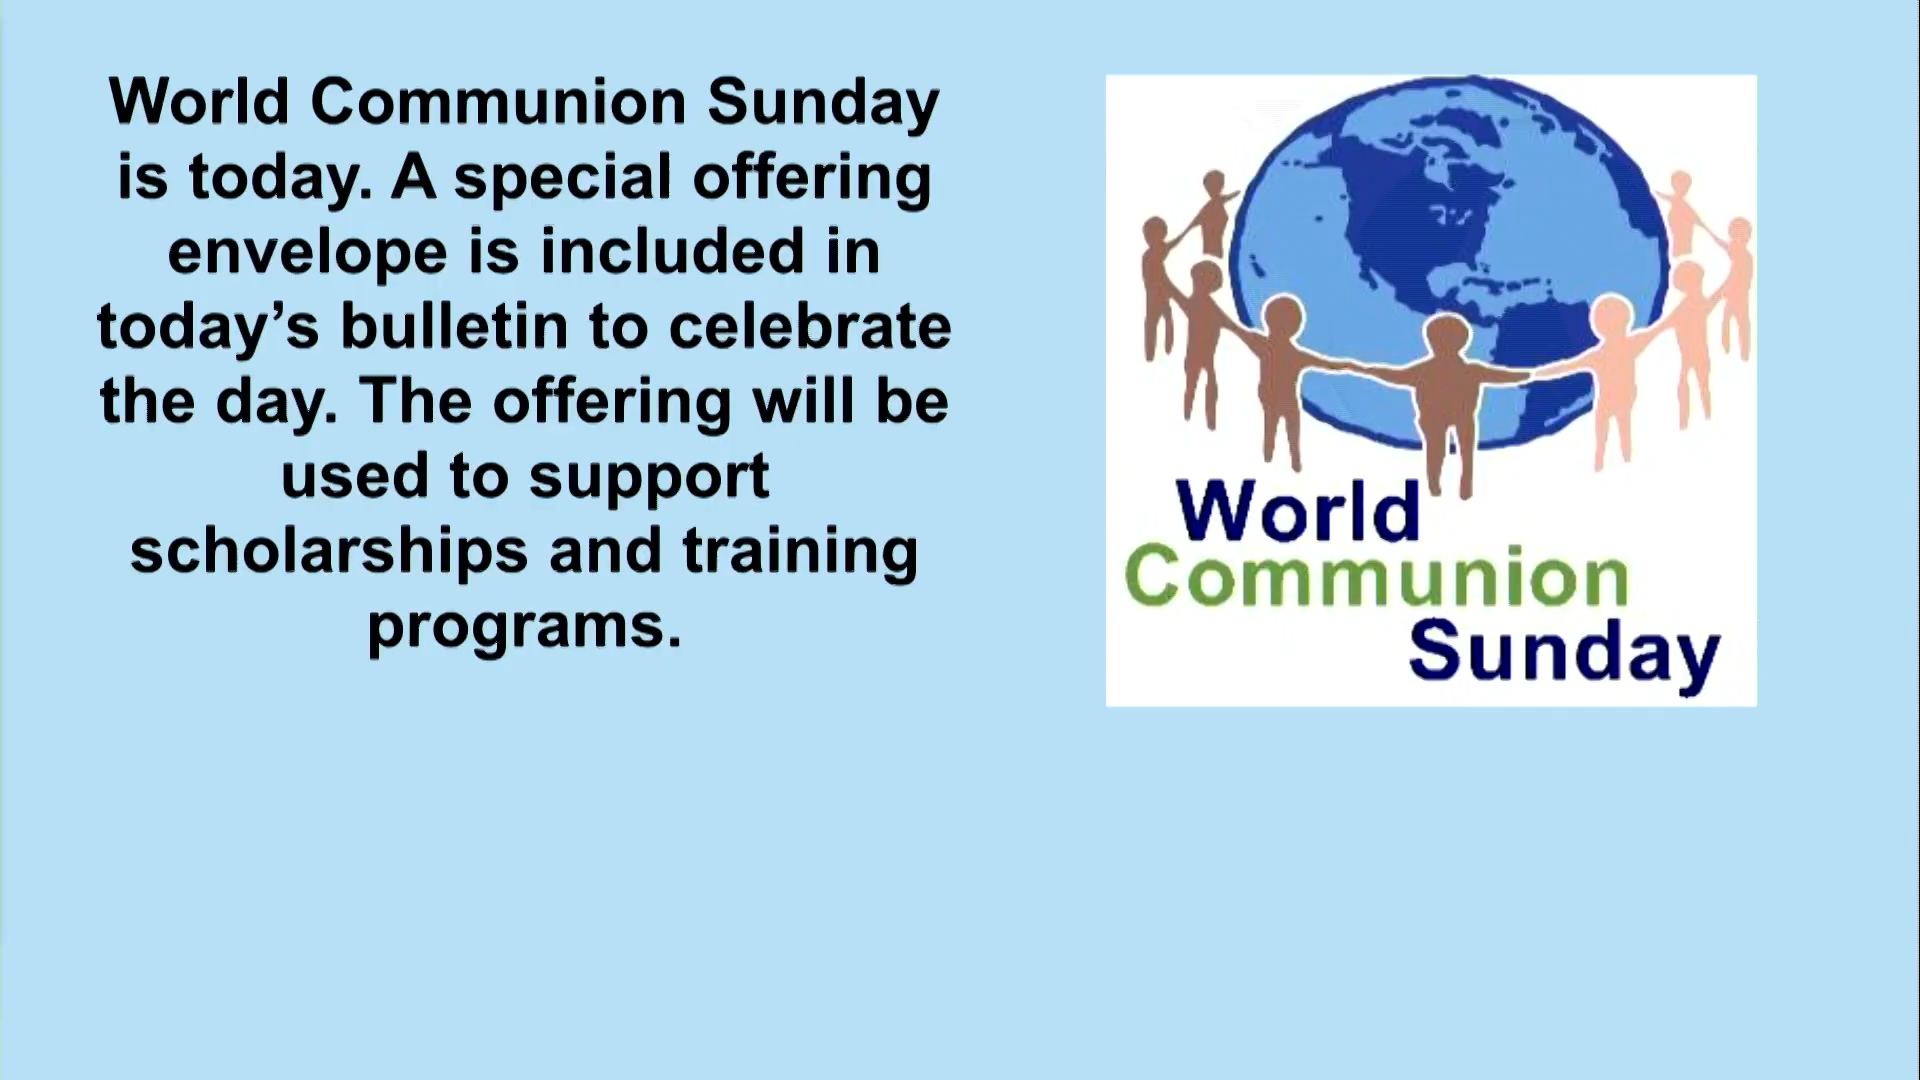 World Communion Sunday
is today. A special offering
envelope is included in
today’s bulletin to celebrate
the day. The offering will be
used to support
scholarships and training
programs.
World
Communion
Sunday